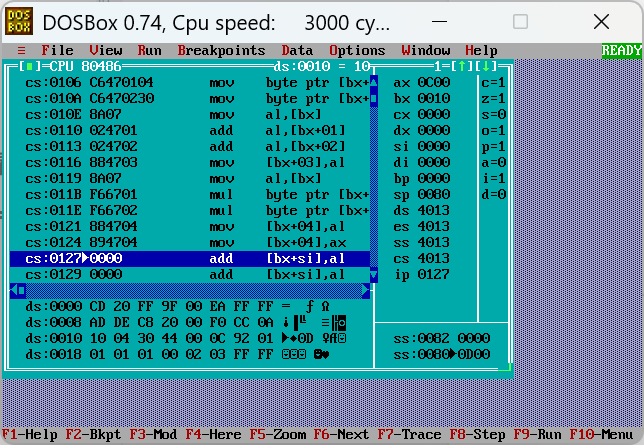 DOSBox 0.74, Cpu speed: 3000 cy...
≡ File View Run Breakpoints Data Options Window Help READY
[■]=CPU 80486 ds:0010 = 10 1=[↑][↓]
cs:0106 C6470104 mov byte ptr [bx+ ax 0C00 c=1
cs:010A C6470230 mov byte ptr [bx+ bx 0010 z=1
cs:010E 8A07 mov al,[bx] cx 0000 s=0
cs:0110 024701 add al,[bx+01] dx 0000 o=1
cs:0113 024702 add al,[bx+02] si 0000 p=1
cs:0116 884703 mov [bx+03],al di 0000 a=0
cs:0119 8A07 mov al,[bx] bp 0000 i=1
cs:011B F66701 mul byte ptr [bx+ sp 0080 d=0
cs:011E F66702 mul byte ptr [bx+ ds 4013
cs:0121 884704 mov [bx+04],al es 4013
cs:0124 894704 mov [bx+04],ax ss 4013
cs:0127►0000 add [bx+si],al cs 4013
cs:0129 0000 add [bx+si],al ip 0127
ds:0000 CD 20 FF 9F 00 EA FF FF = ƒ Ω
ds:0008 AD DE C8 20 00 F0 CC 0A
ds:0010 10 04 30 44 00 0C 92 01 ►♦0D ♀Æ☺
ds:0018 01 01 01 00 02 03 FF FF ☺☺☺ ☻♥
ss:0082 0000
ss:0080►0D00
F1-Help F2-Bkpt F3-Mod F4-Here F5-Zoom F6-Next F7-Trace F8-Step F9-Run F10-Menu